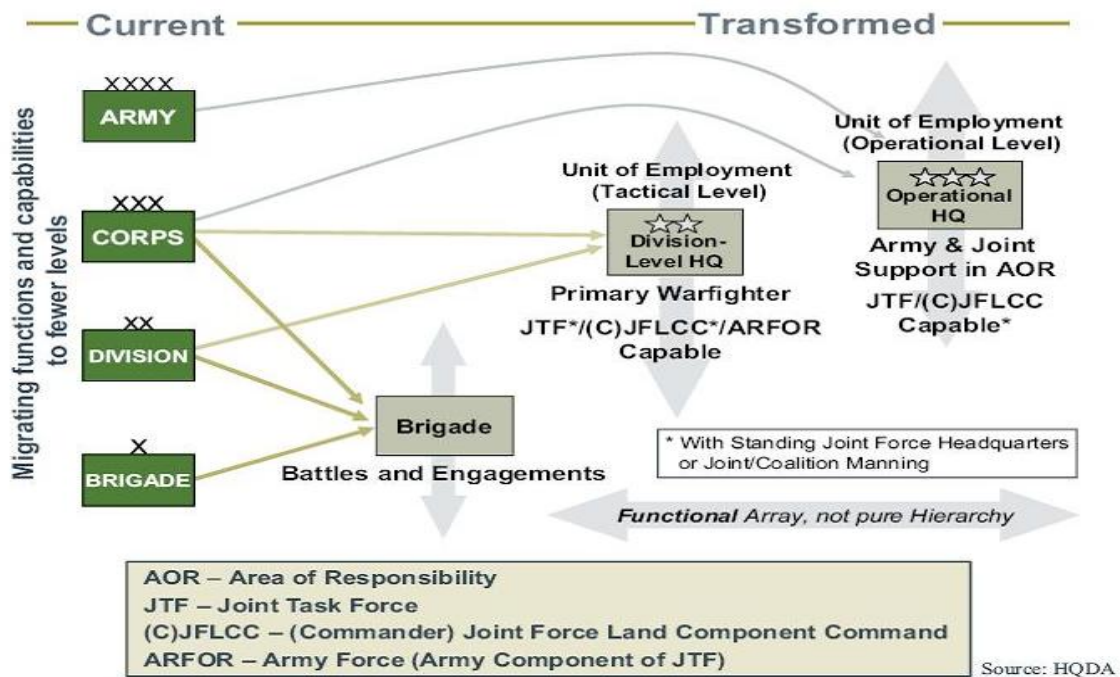 Current
Transformed
Migrating functions and capabilities
to fewer levels
XXXX
ARMY
XXX
CORPS
XX
DIVISION
X
BRIGADE
Brigade
Battles and Engagements
Unit of Employment
(Tactical Level)
Division-
Level HQ
Primary Warfighter
JTF*/(C)JFLCC*/ARFOR
Capable
Unit of Employment
(Operational Level)
Operational
HQ
Army & Joint
Support in AOR
JTF/(C)JFLCC
Capable*
* With Standing Joint Force Headquarters
or Joint/Coalition Manning
Functional Array, not pure Hierarchy
AOR – Area of Responsibility
JTF – Joint Task Force
(C)JFLCC – (Commander) Joint Force Land Component Command
ARFOR – Army Force (Army Component of JTF)
Source: HQDA